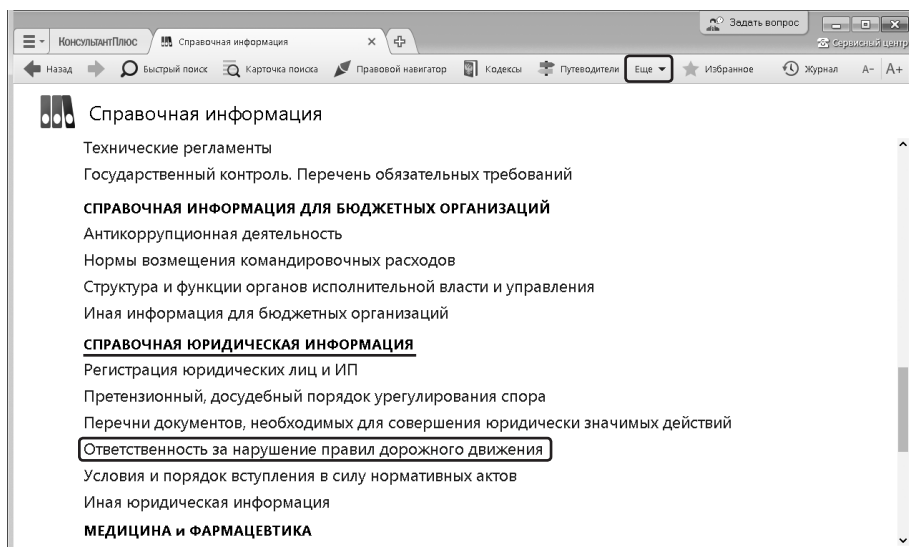 Задать вопрос
КонсультантПлюс Справочная информация
Сервисный центр
Назад Быстрый поиск Карточка поиска Правовой навигатор Кодексы Путеводители Еще Избранное Журнал A- A+
Справочная информация
Технические регламенты
Государственный контроль. Перечень обязательных требований
СПРАВОЧНАЯ ИНФОРМАЦИЯ ДЛЯ БЮДЖЕТНЫХ ОРГАНИЗАЦИЙ
Антикоррупционная деятельность
Нормы возмещения командировочных расходов
Структура и функции органов исполнительной власти и управления
Иная информация для бюджетных организаций
СПРАВОЧНАЯ ЮРИДИЧЕСКАЯ ИНФОРМАЦИЯ
Регистрация юридических лиц и ИП
Претензионный, досудебный порядок урегулирования спора
Перечни документов, необходимых для совершения юридически значимых действий
Ответственность за нарушение правил дорожного движения
Условия и порядок вступления в силу нормативных актов
Иная юридическая информация
МЕДИЦИНА и ФАРМАЦЕВТИКА